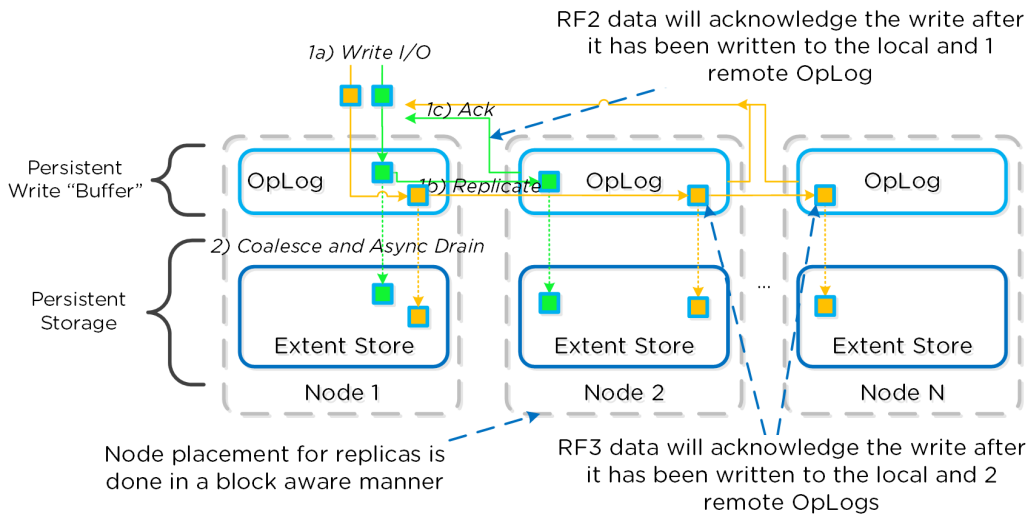 RF2 data will acknowledge the write after
it has been written to the local and 1
remote OpLog
1a) Write I/O
1c) Ack
Persistent
Write “Buffer”
OpLog
1b) Replicate
OpLog
OpLog
2) Coalesce and Async Drain
Persistent
Storage
...
Extent Store
Extent Store
Extent Store
Node 1
Node 2
Node N
Node placement for replicas is
done in a block aware manner
RF3 data will acknowledge the write after
it has been written to the local and 2
remote OpLogs